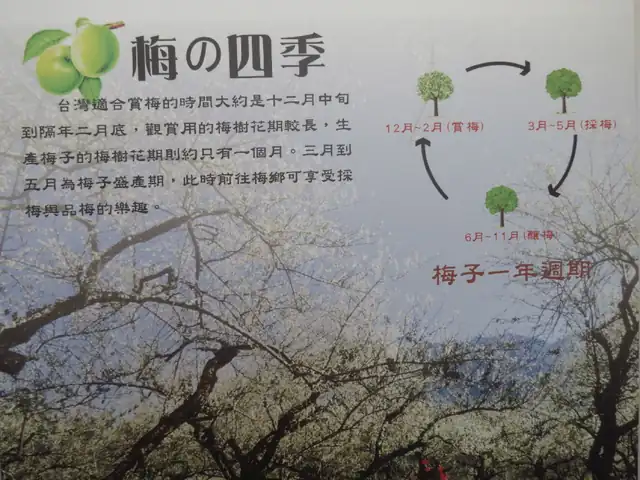 梅の四季
台灣適合賞梅的時間大約是十二月中旬
到隔年二月底，觀賞用的梅樹花期較長，生
產梅子的梅樹花期則約只有一個月。三月到
五月為梅子盛產期，此時前往梅鄉可享受採
梅與品梅的樂趣。
12月~2月(賞梅)
3月~5月(採梅)
6月~11月(釀梅)
梅子一年週期